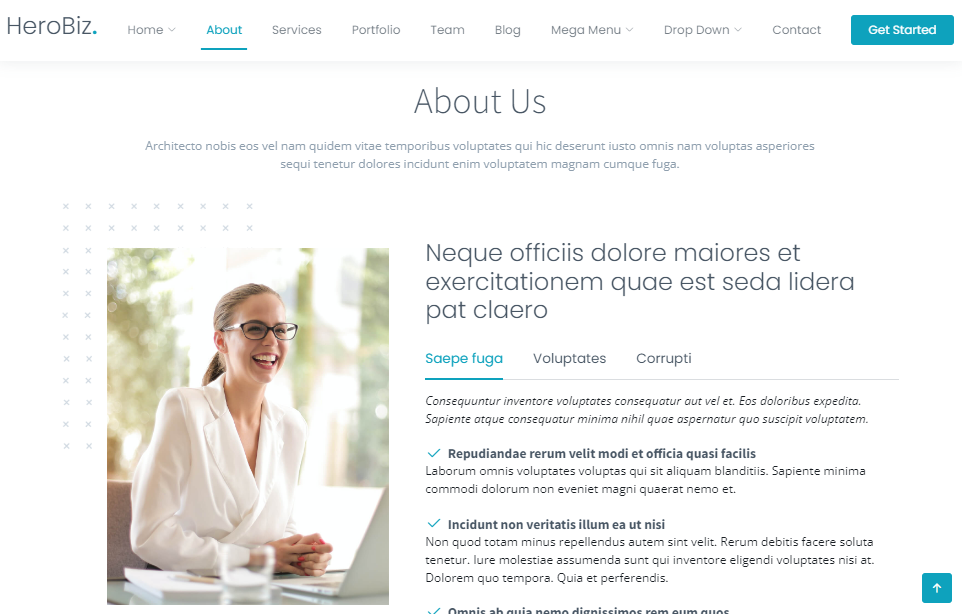 HeroBiz.
Home
About
Services
Portfolio
Team
Blog
Mega Menu
Drop Down
Contact
Get Started
About Us
Architecto nobis eos vel nam quidem vitae temporibus voluptates qui hic deserunt iusto omnis nam voluptas asperiores
sequi tenetur dolores incidunt enim voluptatem magnam cumque fuga.
Neque officiis dolore maiores et
exercitationem quae est seda lidera
pat claero
Saepe fuga
Voluptates
Corrupti
Consequuntur inventore voluptates consequatur aut vel et. Eos doloribus expedita.
Sapiente atque consequatur minima nihil quae aspernatur quo suscipit voluptatem.
Repudiandae rerum velit modi et officia quasi facilis
Laborum omnis voluptates voluptas qui sit aliquam blanditiis. Sapiente minima
commodi dolorum non eveniet magni quaerat nemo et.
Incidunt non veritatis illum ea ut nisi
Non quod totam minus repellendus autem sint velit. Rerum debitis facere soluta
tenetur. Iure molestiae assumenda sunt qui inventore eligendi voluptates nisi at.
Dolorem quo tempora. Quia et perferendis.
Omnis ab quia nemo dignissimos rem eum quos